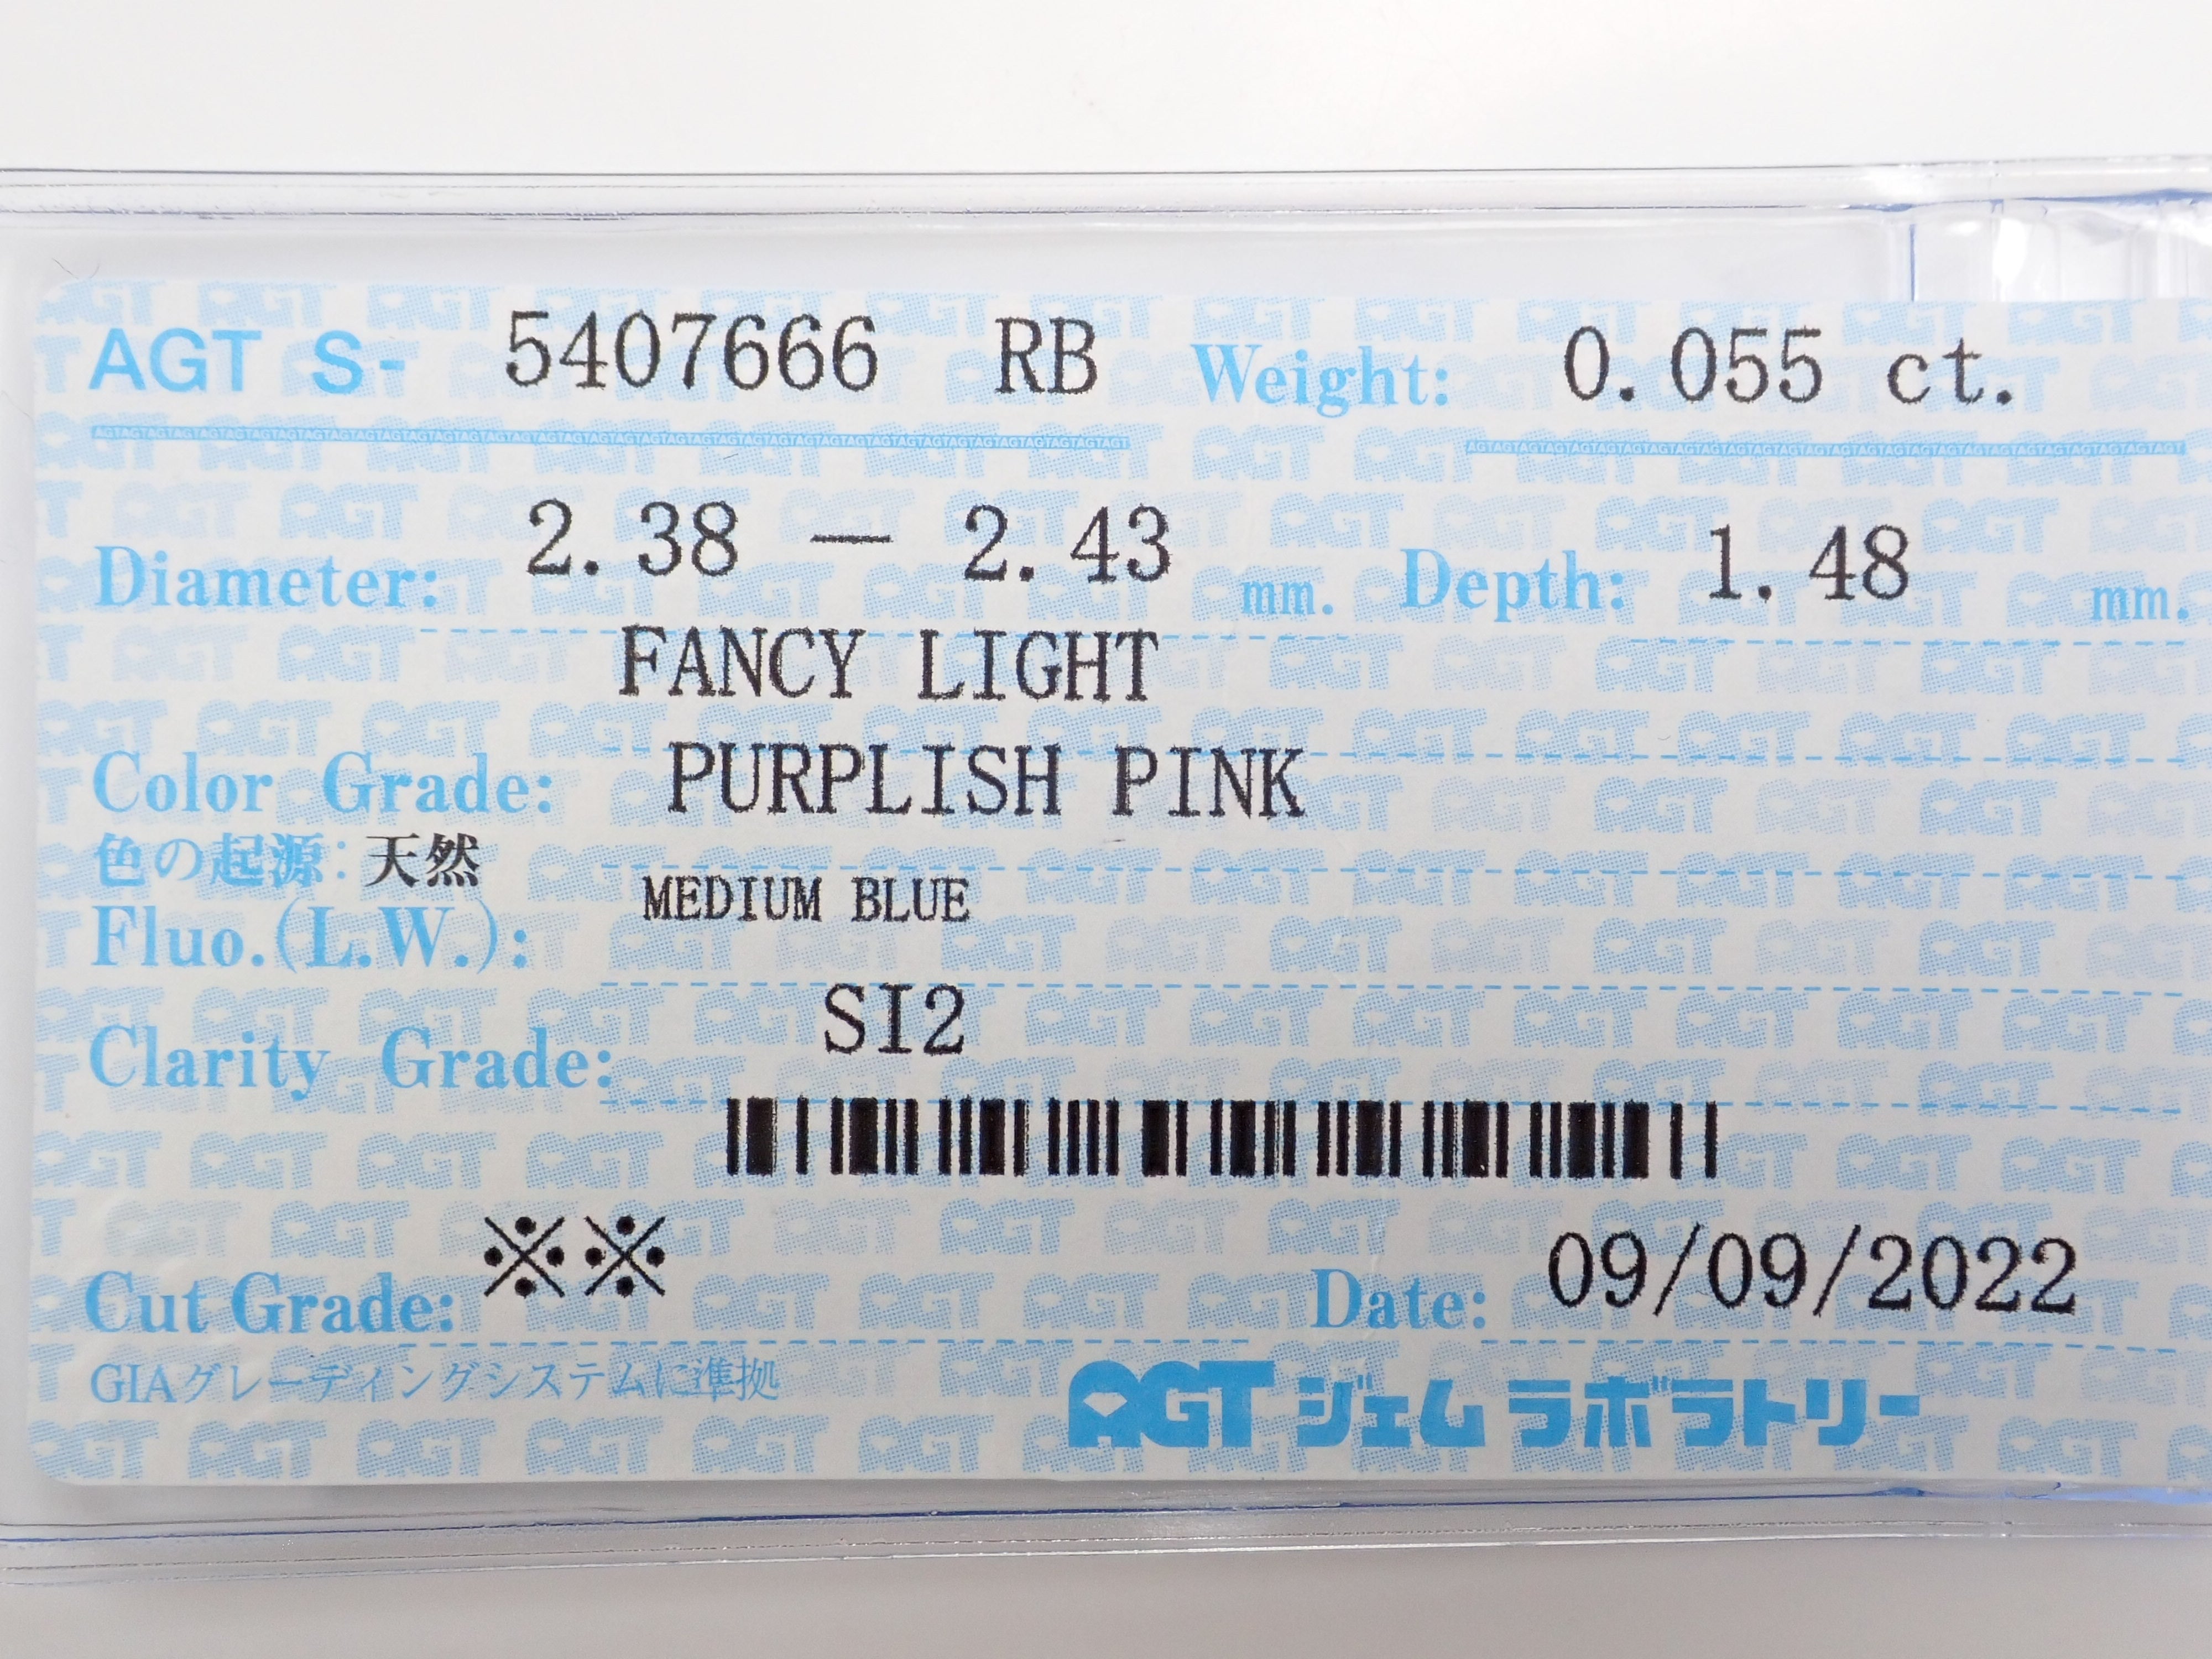 AGT S- 5407666 RB Weight: 0.055 ct.
Diameter: 2.38 — 2.43 mm. Depth: 1.48 mm.
FANCY LIGHT
Color Grade: PURPLISH PINK
色の起源: 天然
Fluo.(L.W.): MEDIUM BLUE
Clarity Grade: SI2
Cut Grade: ※※ Date: 09/09/2022
GIAグレーディングシステムに準拠
AGT ジェム ラボラトリー